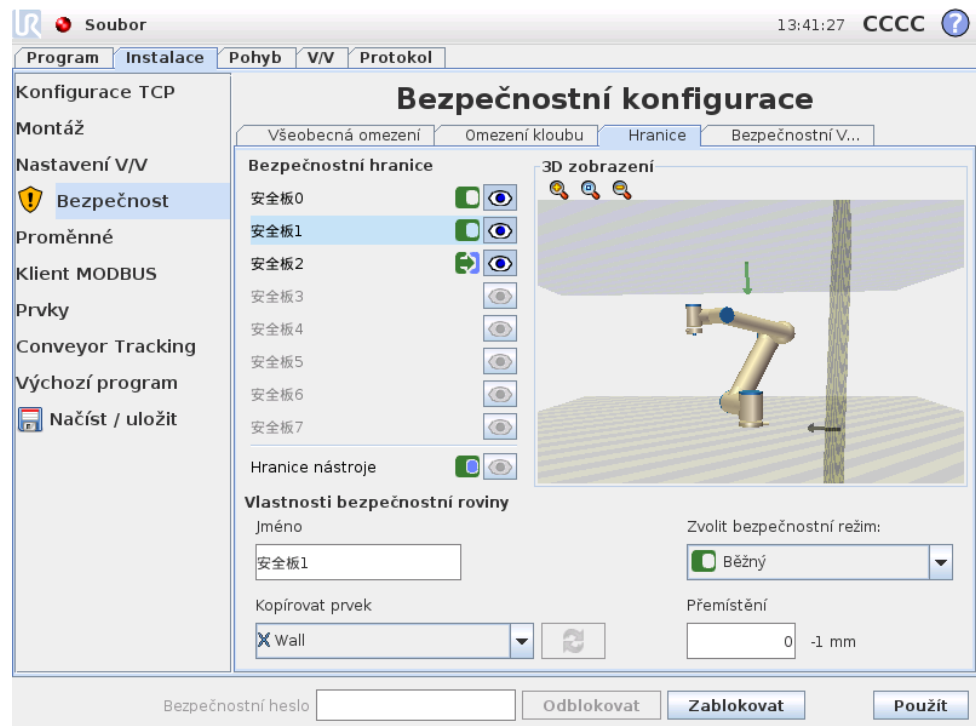 UR Soubor 13:41:27 CCCC ?
Program Instalace Pohyb V/V Protokol
Konfigurace TCP
Montáž
Nastavení V/V
Bezpečnost
Proměnné
Klient MODBUS
Prvky
Conveyor Tracking
Výchozí program
Načíst / uložit
Bezpečnostní konfigurace
Všeobecná omezení Omezení kloubu Hranice Bezpečnostní V...
Bezpečnostní hranice
安全板0
安全板1
安全板2
安全板3
安全板4
安全板5
安全板6
安全板7
Hranice nástroje
3D zobrazení
Vlastnosti bezpečnostní roviny
Jméno
安全板1
Kopírovat prvek
Wall
Zvolit bezpečnostní režim:
Běžný
Přemístění
0 -1 mm
Bezpečnostní heslo Odblokovat Zablokovat Použít